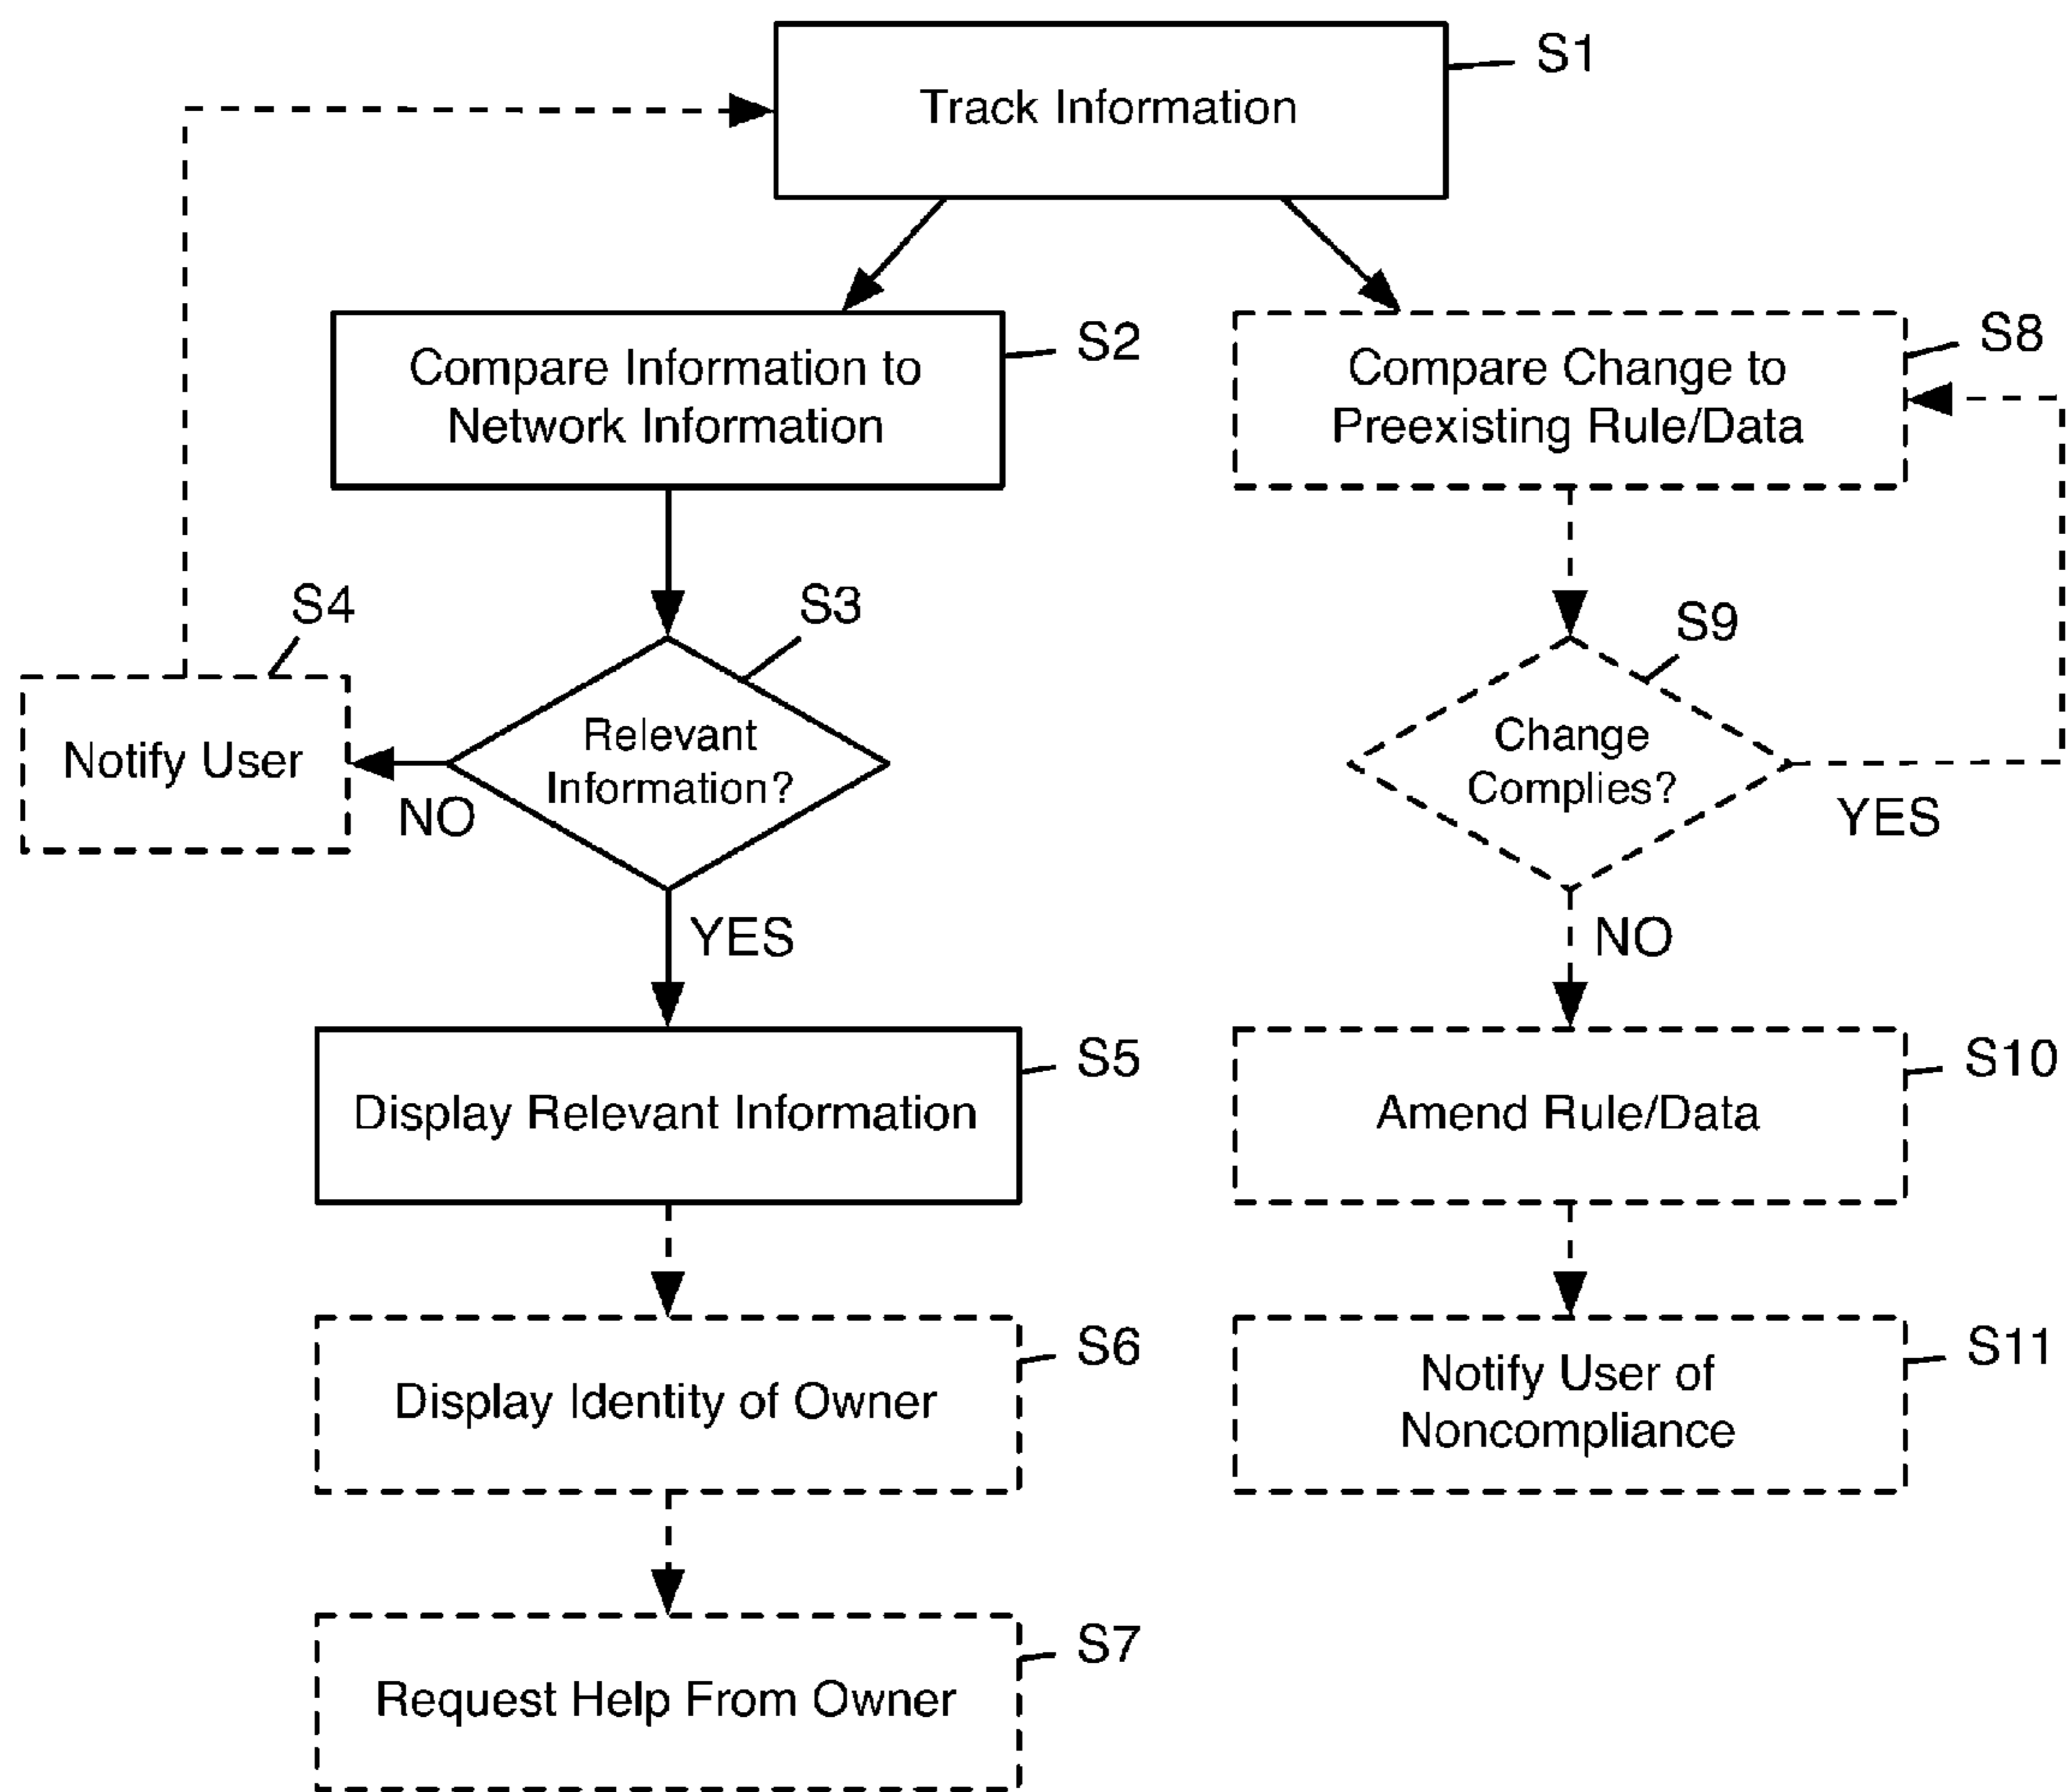 S1
Track Information
S2
Compare Information to
Network Information
S8
Compare Change to
Preexisting Rule/Data
S4
Notify User
NO
S3
Relevant
Information?
YES
S9
Change
Complies?
YES
NO
S5
Display Relevant Information
S10
Amend Rule/Data
S6
Display Identity of Owner
S11
Notify User of
Noncompliance
S7
Request Help From Owner